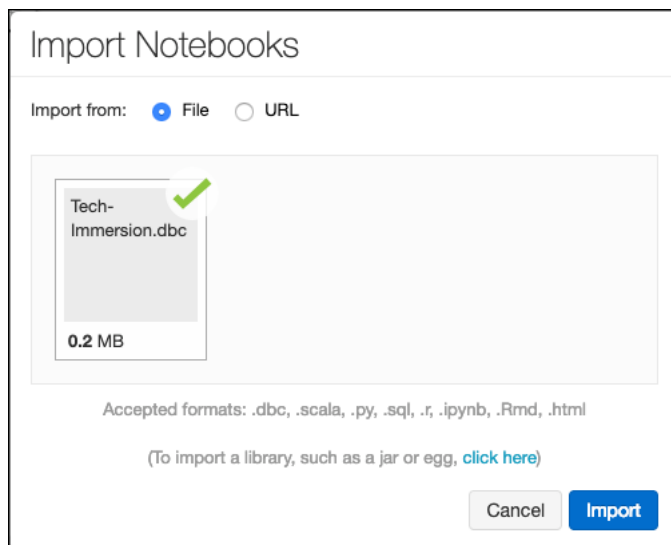 Import Notebooks
Import from: File URL
Tech-
Immersion.dbc
0.2 MB
Accepted formats: .dbc, .scala, .py, .sql, .r, .ipynb, .Rmd, .html
(To import a library, such as a jar or egg, click here)
Cancel Import